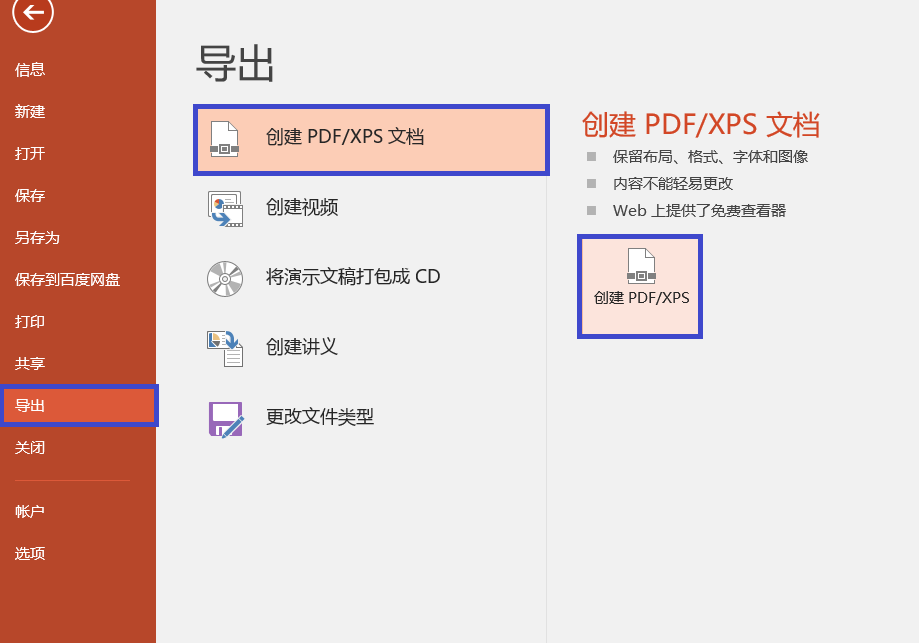 信息
新建
打开
保存
另存为
保存到百度网盘
打印
共享
导出
关闭
帐户
选项
导出
创建 PDF/XPS 文档
创建视频
将演示文稿打包成 CD
创建讲义
更改文件类型
创建 PDF/XPS 文档
保留布局、格式、字体和图像
内容不能轻易更改
Web 上提供了免费查看器
创建 PDF/XPS